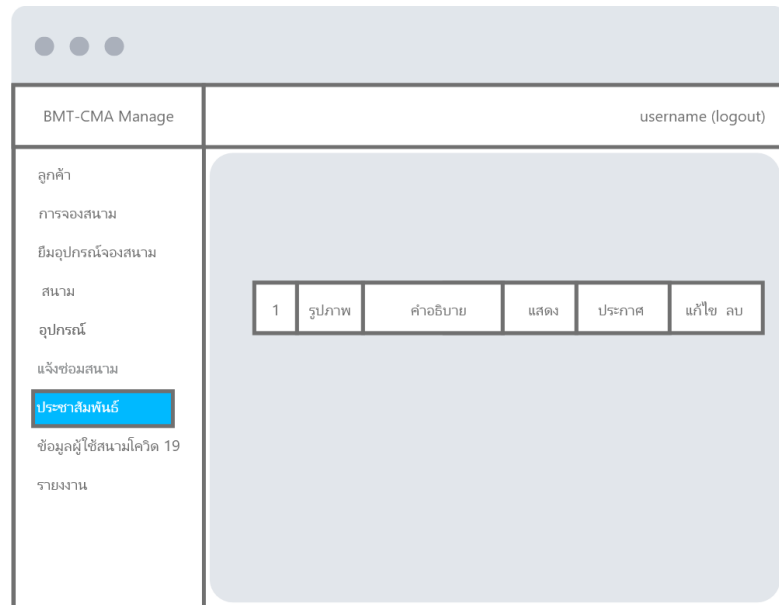 BMT-CMA Manage
username (logout)
ลูกค้า
การจองสนาม
ยืมอุปกรณ์จองสนาม
สนาม
อุปกรณ์
แจ้งซ่อมสนาม
ประชาสัมพันธ์
ข้อมูลผู้ใช้สนามโควิด 19
รายงงาน
1 รูปภาพ คำอธิบาย แสดง ประกาศ แก้ไข ลบ